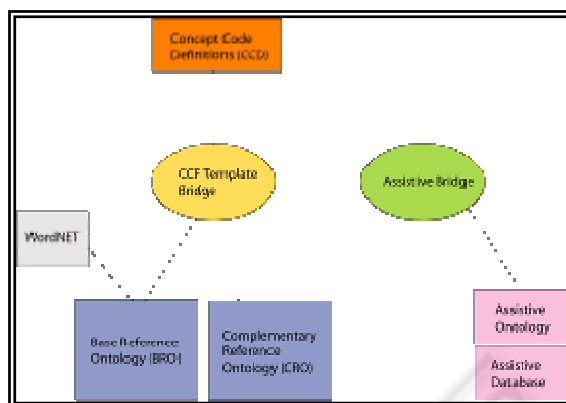 Concept Code
Definitions (CCD)
CCF Template
Bridge
Assistive Bridge
WordNET
Base Reference
Ontology (BRO)
Complementary
Reference
Ontology (CRO)
Assistive
Ontology
Assistive
Database